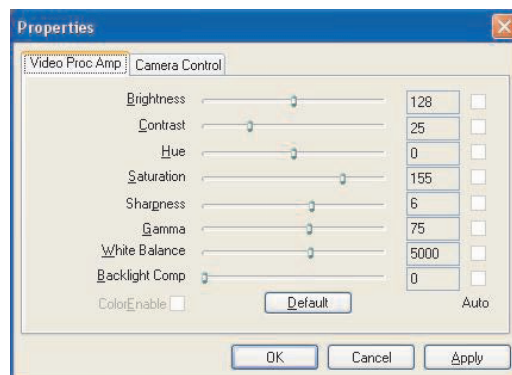 Properties
Video Proc Amp Camera Control
Brightness 128
Contrast 25
Hue 0
Saturation 155
Sharpness 6
Gamma 75
White Balance 5000
Backlight Comp 0
ColorEnable Default Auto
OK Cancel Apply